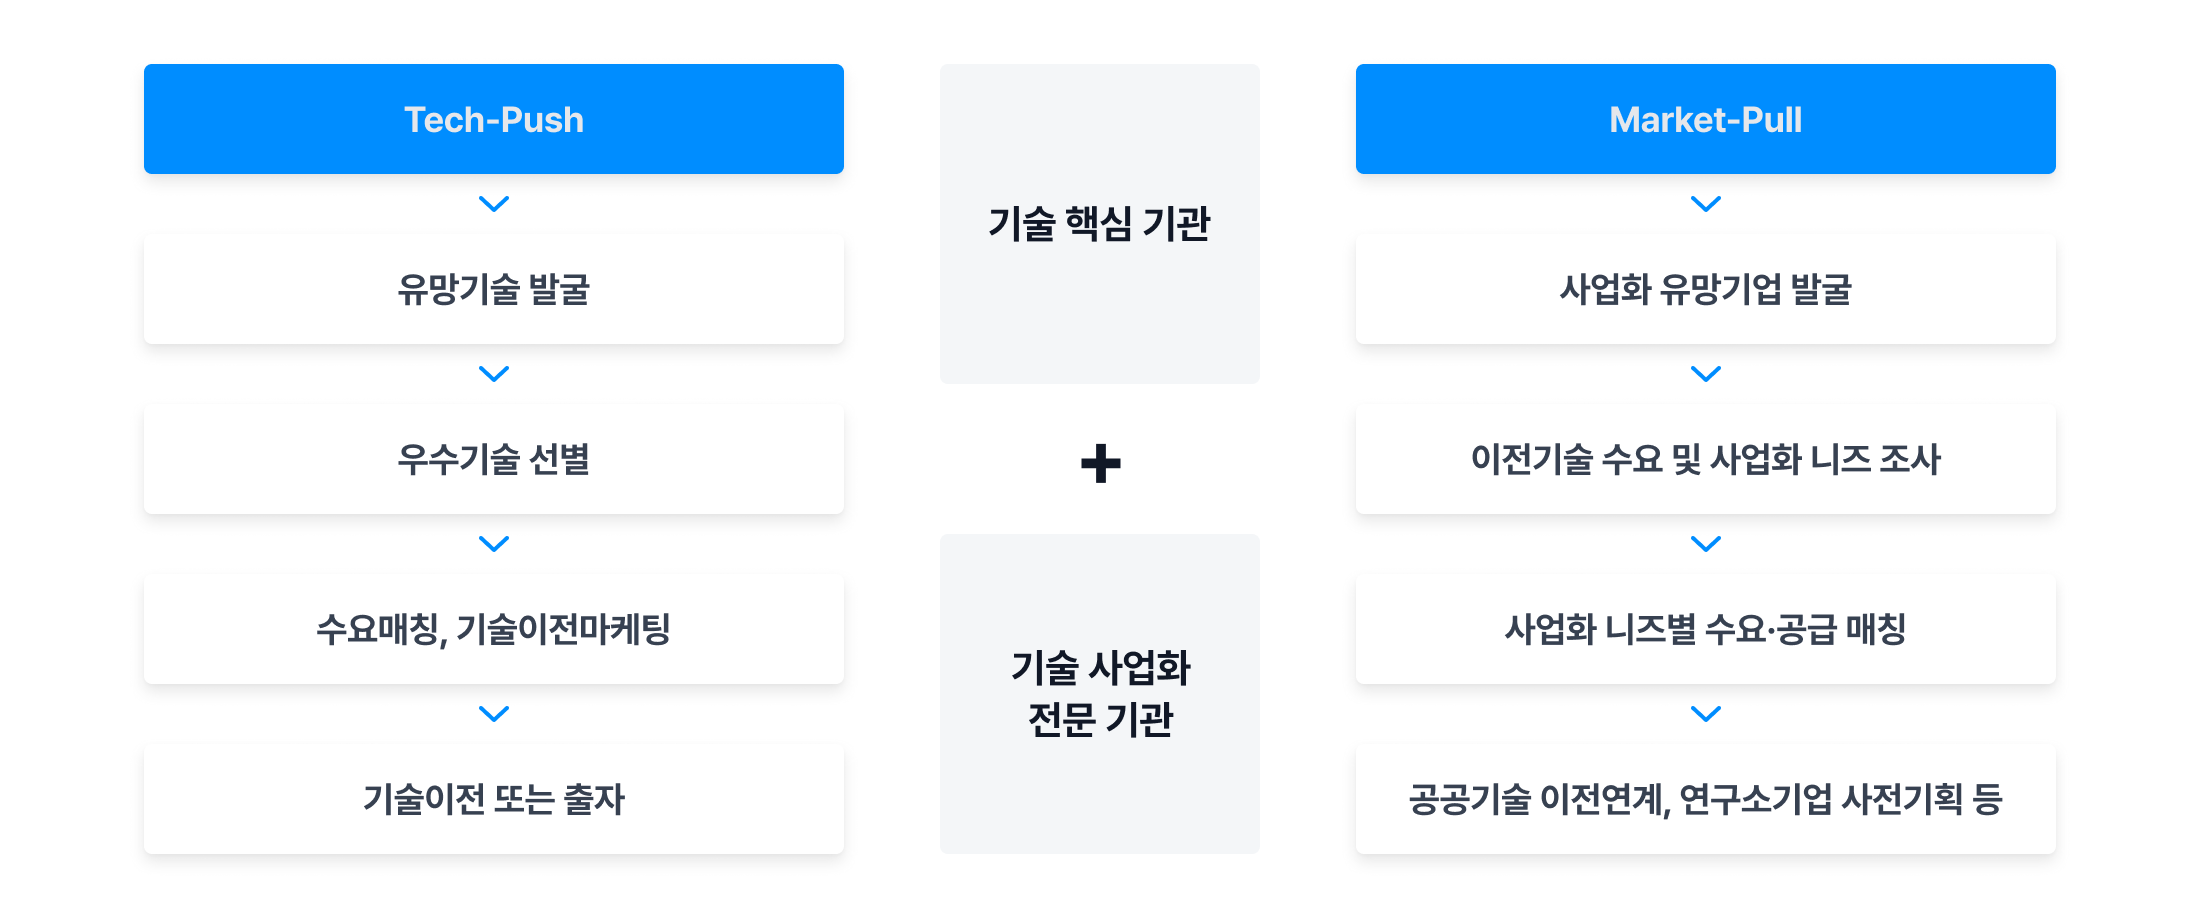 Tech-Push
유망기술 발굴
우수기술 선별
수요매칭, 기술이전마케팅
기술이전 또는 출자
기술 핵심 기관
+
기술 사업화
전문 기관
Market-Pull
사업화 유망기업 발굴
이전기술 수요 및 사업화 니즈 조사
사업화 니즈별 수요·공급 매칭
공공기술 이전연계, 연구소기업 사전기획 등